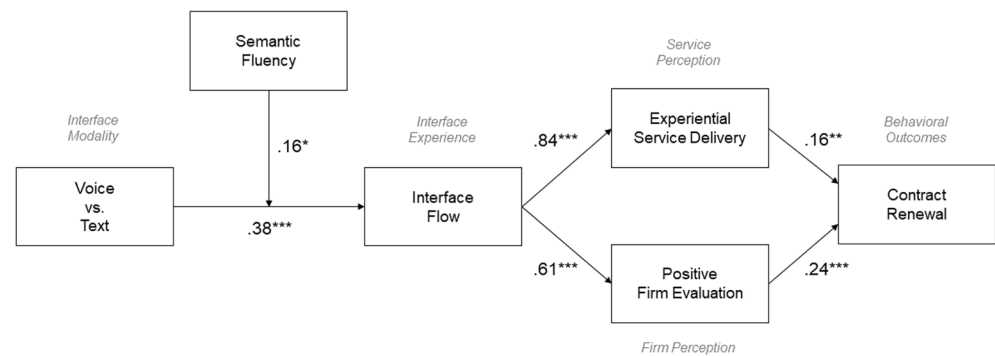 Semantic
Fluency
Service
Perception
Interface
Modality
Interface
Experience
Experiential
Service Delivery
Behavioral
Outcomes
.16*
.84***
.16**
Voice
vs.
Text
.38***
Interface
Flow
Contract
Renewal
.61***
Positive
Firm Evaluation
.24***
Firm Perception